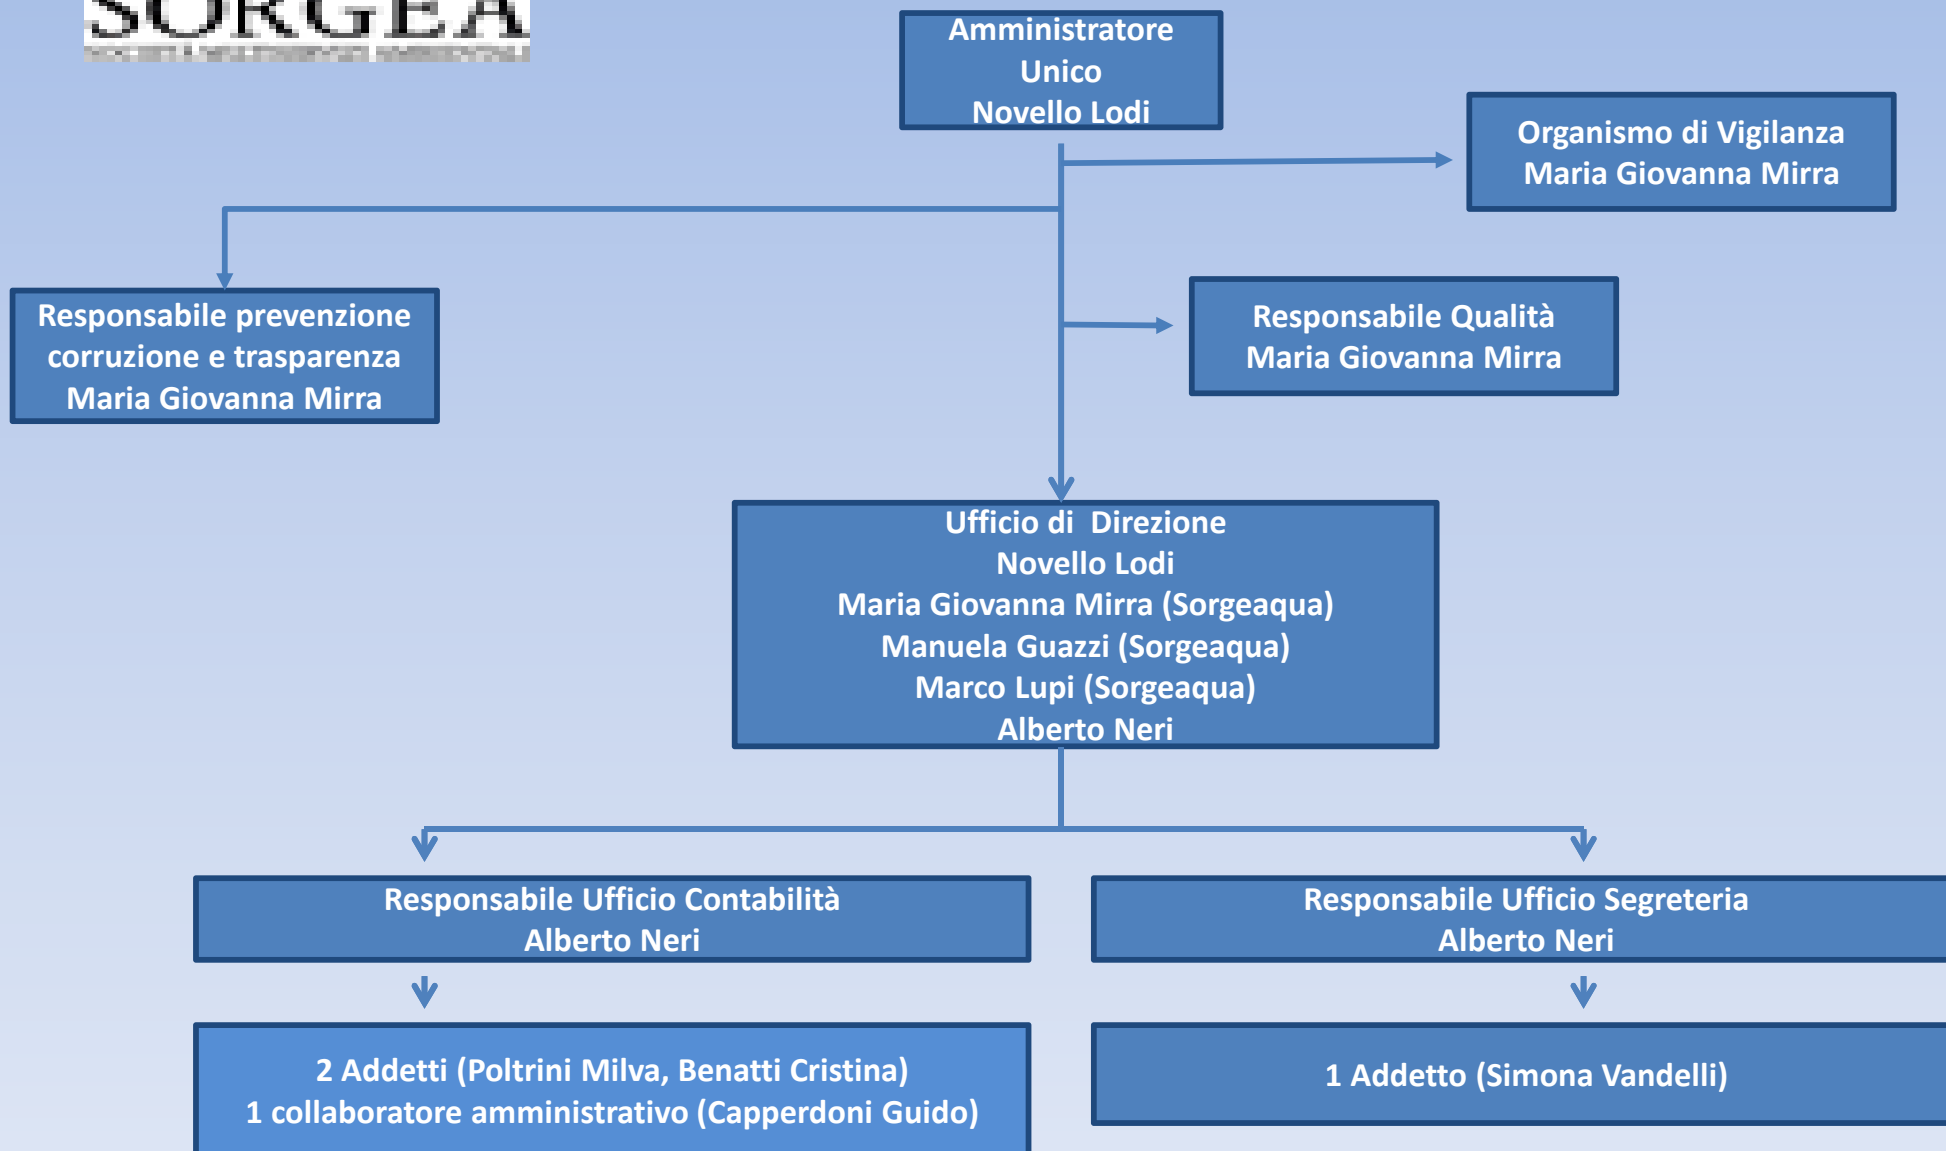 SORGEA
Amministratore
Unico
Novello Lodi
Organismo di Vigilanza
Maria Giovanna Mirra
Responsabile prevenzione
corruzione e trasparenza
Maria Giovanna Mirra
Responsabile Qualità
Maria Giovanna Mirra
Ufficio di Direzione
Novello Lodi
Maria Giovanna Mirra (Sorgeaqua)
Manuela Guazzi (Sorgeaqua)
Marco Lupi (Sorgeaqua)
Alberto Neri
Responsabile Ufficio Contabilità
Alberto Neri
Responsabile Ufficio Segreteria
Alberto Neri
2 Addetti (Poltrini Milva, Benatti Cristina)
1 collaboratore amministrativo (Capperdoni Guido)
1 Addetto (Simona Vandelli)